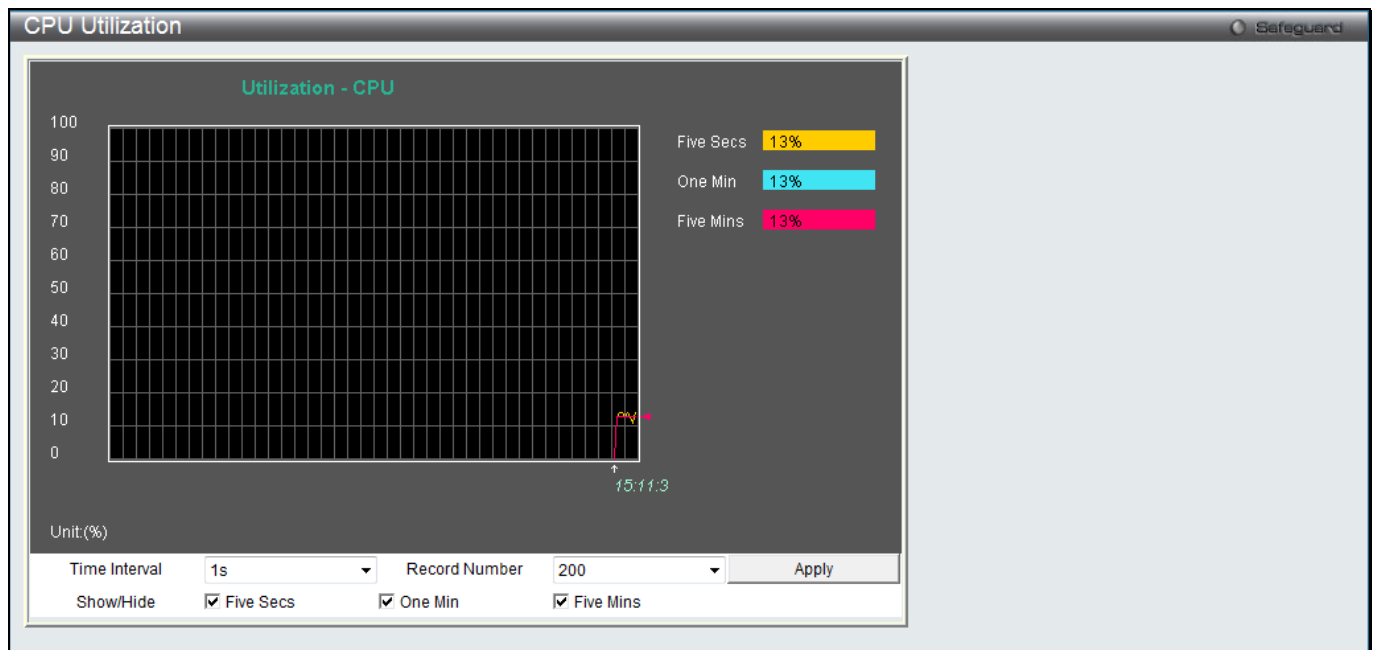 CPU Utilization
Safeguard
Utilization - CPU
100
90
80
70
60
50
40
30
20
10
0
Five Secs 13%
One Min 13%
Five Mins 13%
15:11:3
Unit:(%)
Time Interval 1s Record Number 200 Apply
Show/Hide Five Secs One Min Five Mins